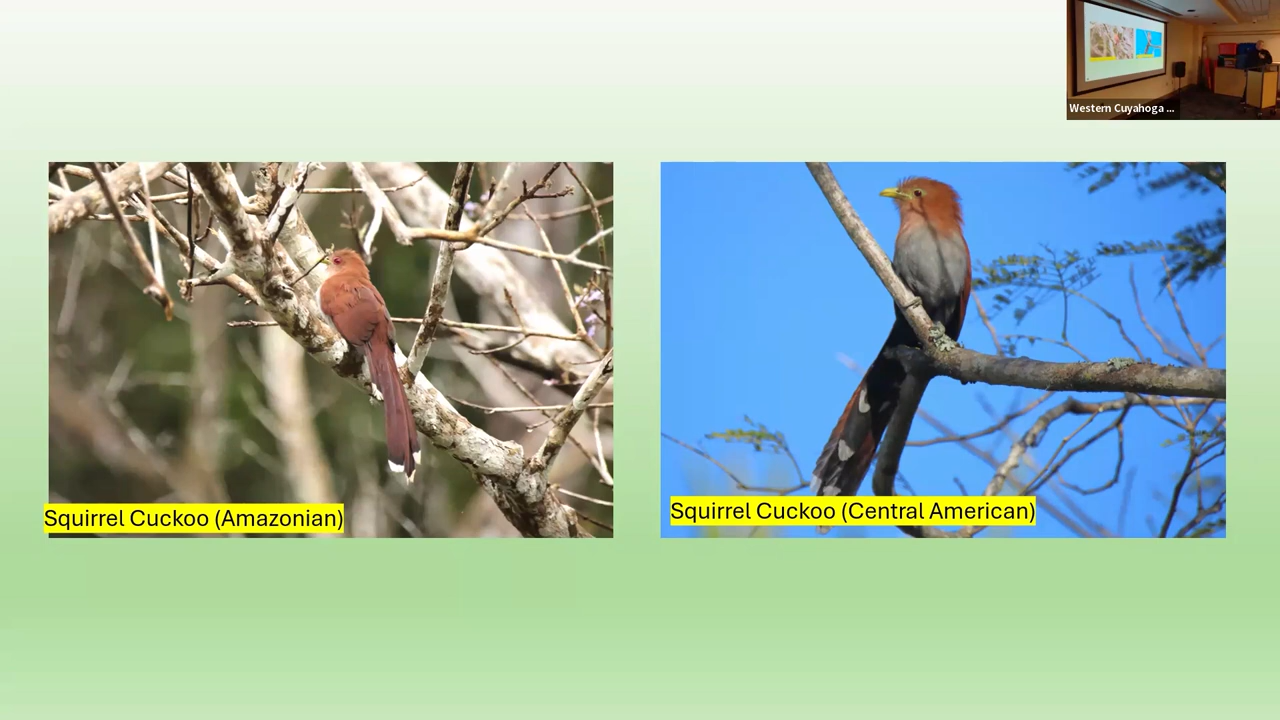 Western Cuyahoga ...
Squirrel Cuckoo (Amazonian)
Squirrel Cuckoo (Central American)